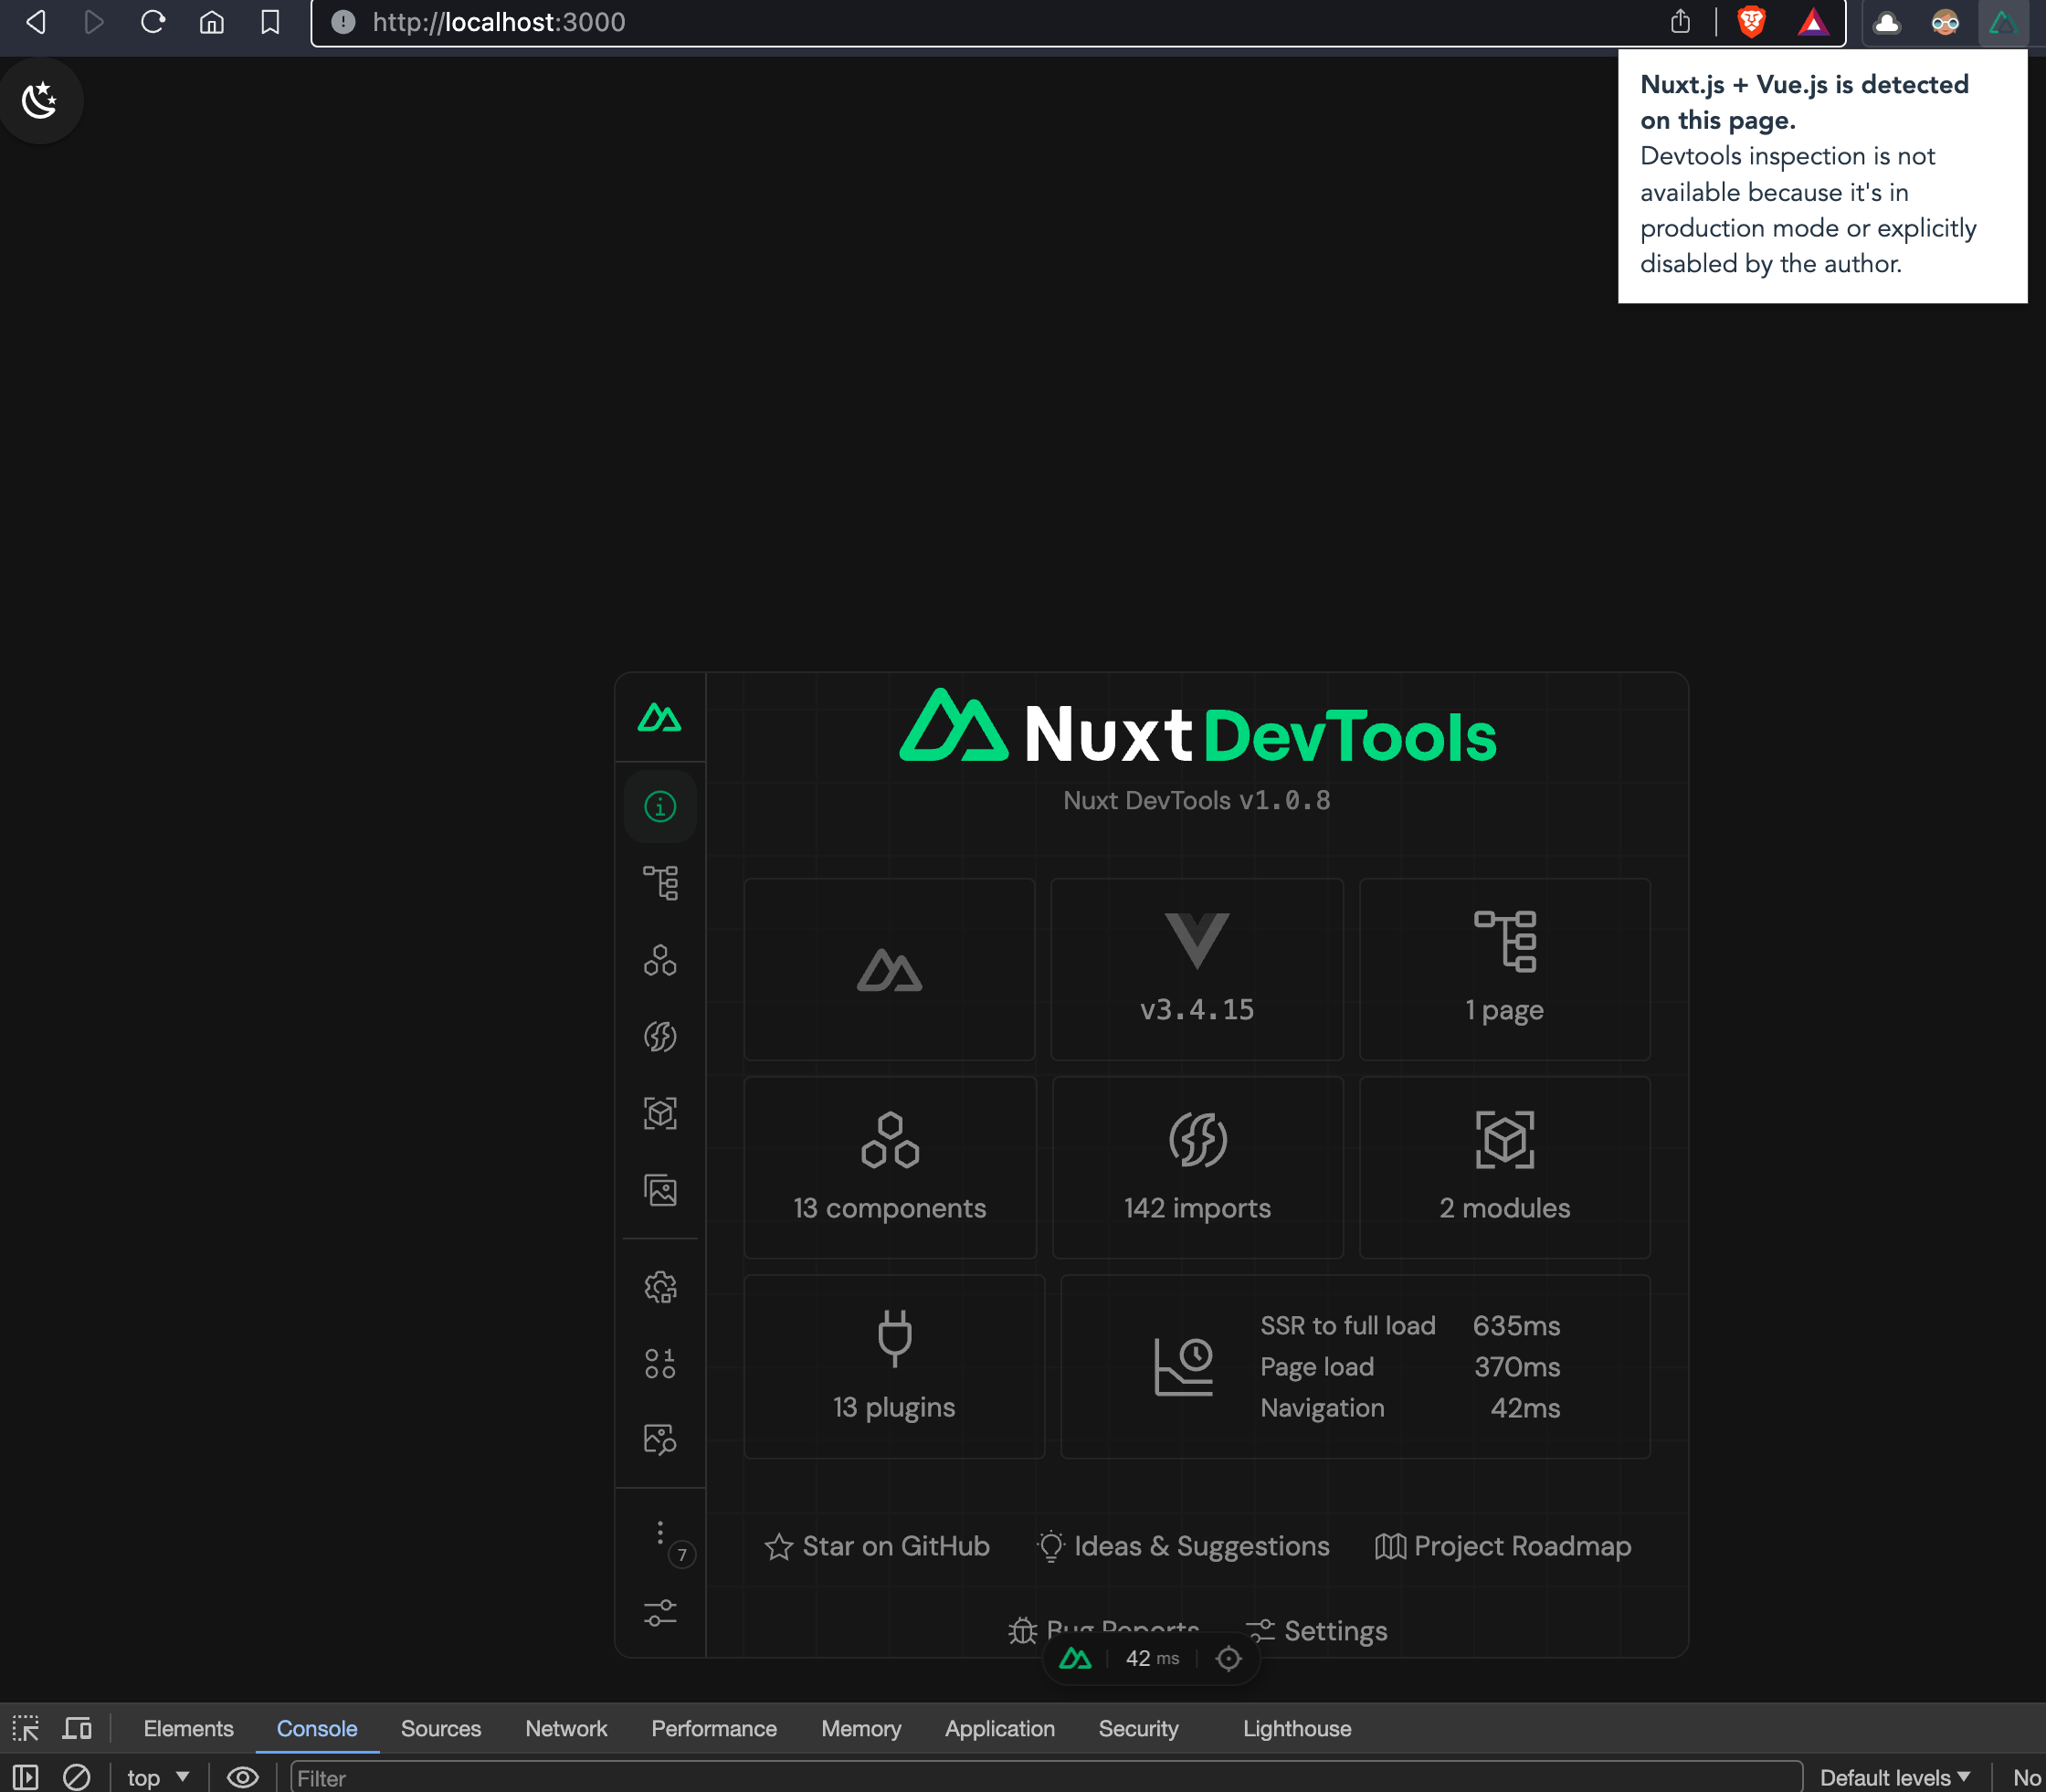 http://localhost:3000
Nuxt.js + Vue.js is detected
on this page.
Devtools inspection is not
available because it's in
production mode or explicitly
disabled by the author.
Nuxt DevTools
Nuxt DevTools v1.0.8
v3.4.15
1 page
13 components
142 imports
2 modules
13 plugins
SSR to full load 635ms
Page load 370ms
Navigation 42ms
7
Star on GitHub Ideas & Suggestions Project Roadmap
Bug Reports Settings
42 ms
Elements Console Sources Network Performance Memory Application Security Lighthouse
top Filter Default levels No